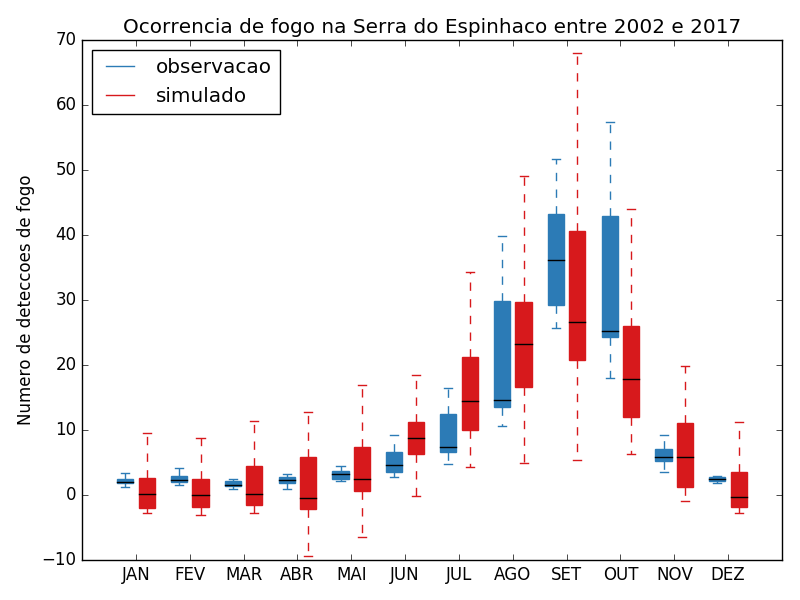 Ocorrencia de fogo na Serra do Espinhaco entre 2002 e 2017
observacao
simulado
Numero de deteccoes de fogo
70
60
50
40
30
20
10
0
−10
JAN FEV MAR ABR MAI JUN JUL AGO SET OUT NOV DEZ